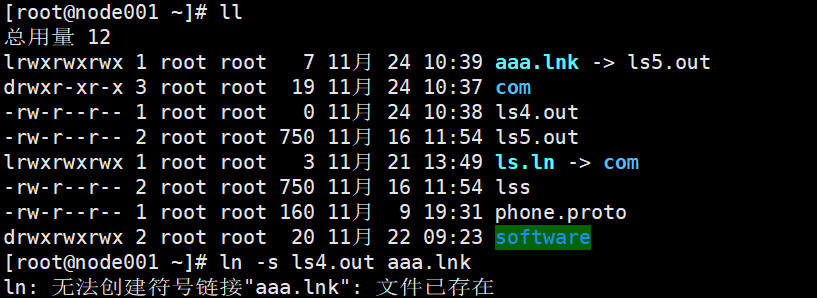 [root@node001 ~]# ll
总用量 12
lrwxrwxrwx 1 root root   7 11月 24 10:39 aaa.lnk -> ls5.out
drwxr-xr-x 3 root root  19 11月 24 10:37 com
-rw-r--r-- 1 root root   0 11月 24 10:38 ls4.out
-rw-r--r-- 2 root root 750 11月 16 11:54 ls5.out
lrwxrwxrwx 1 root root   3 11月 21 13:49 ls.ln -> com
-rw-r--r-- 2 root root 750 11月 16 11:54 lss
-rw-r--r-- 1 root root 160 11月  9 19:31 phone.proto
drwxrwxrwx 2 root root  20 11月 22 09:23 software
[root@node001 ~]# ln -s ls4.out aaa.lnk
ln: 无法创建符号链接"aaa.lnk": 文件已存在